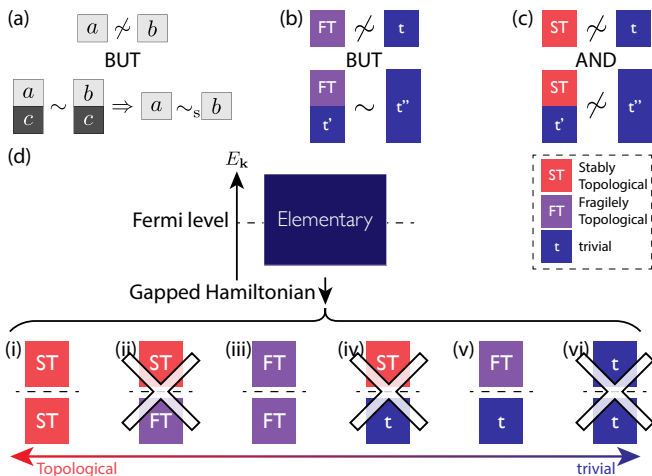 (a) a ≁ b
BUT
a c ∼ b c ⇒ a ∼s b
(b) FT ≁ t
BUT
FT t' ∼ t''
(c) ST ≁ t
AND
ST t' ≁ t''
ST Stably Topological
FT Fragilely Topological
t trivial
(d)
E_k
Fermi level
Elementary
Gapped Hamiltonian
(i) (ii) (iii) (iv) (v) (vi)
ST ST FT ST FT t
ST FT FT t t t
Topological trivial